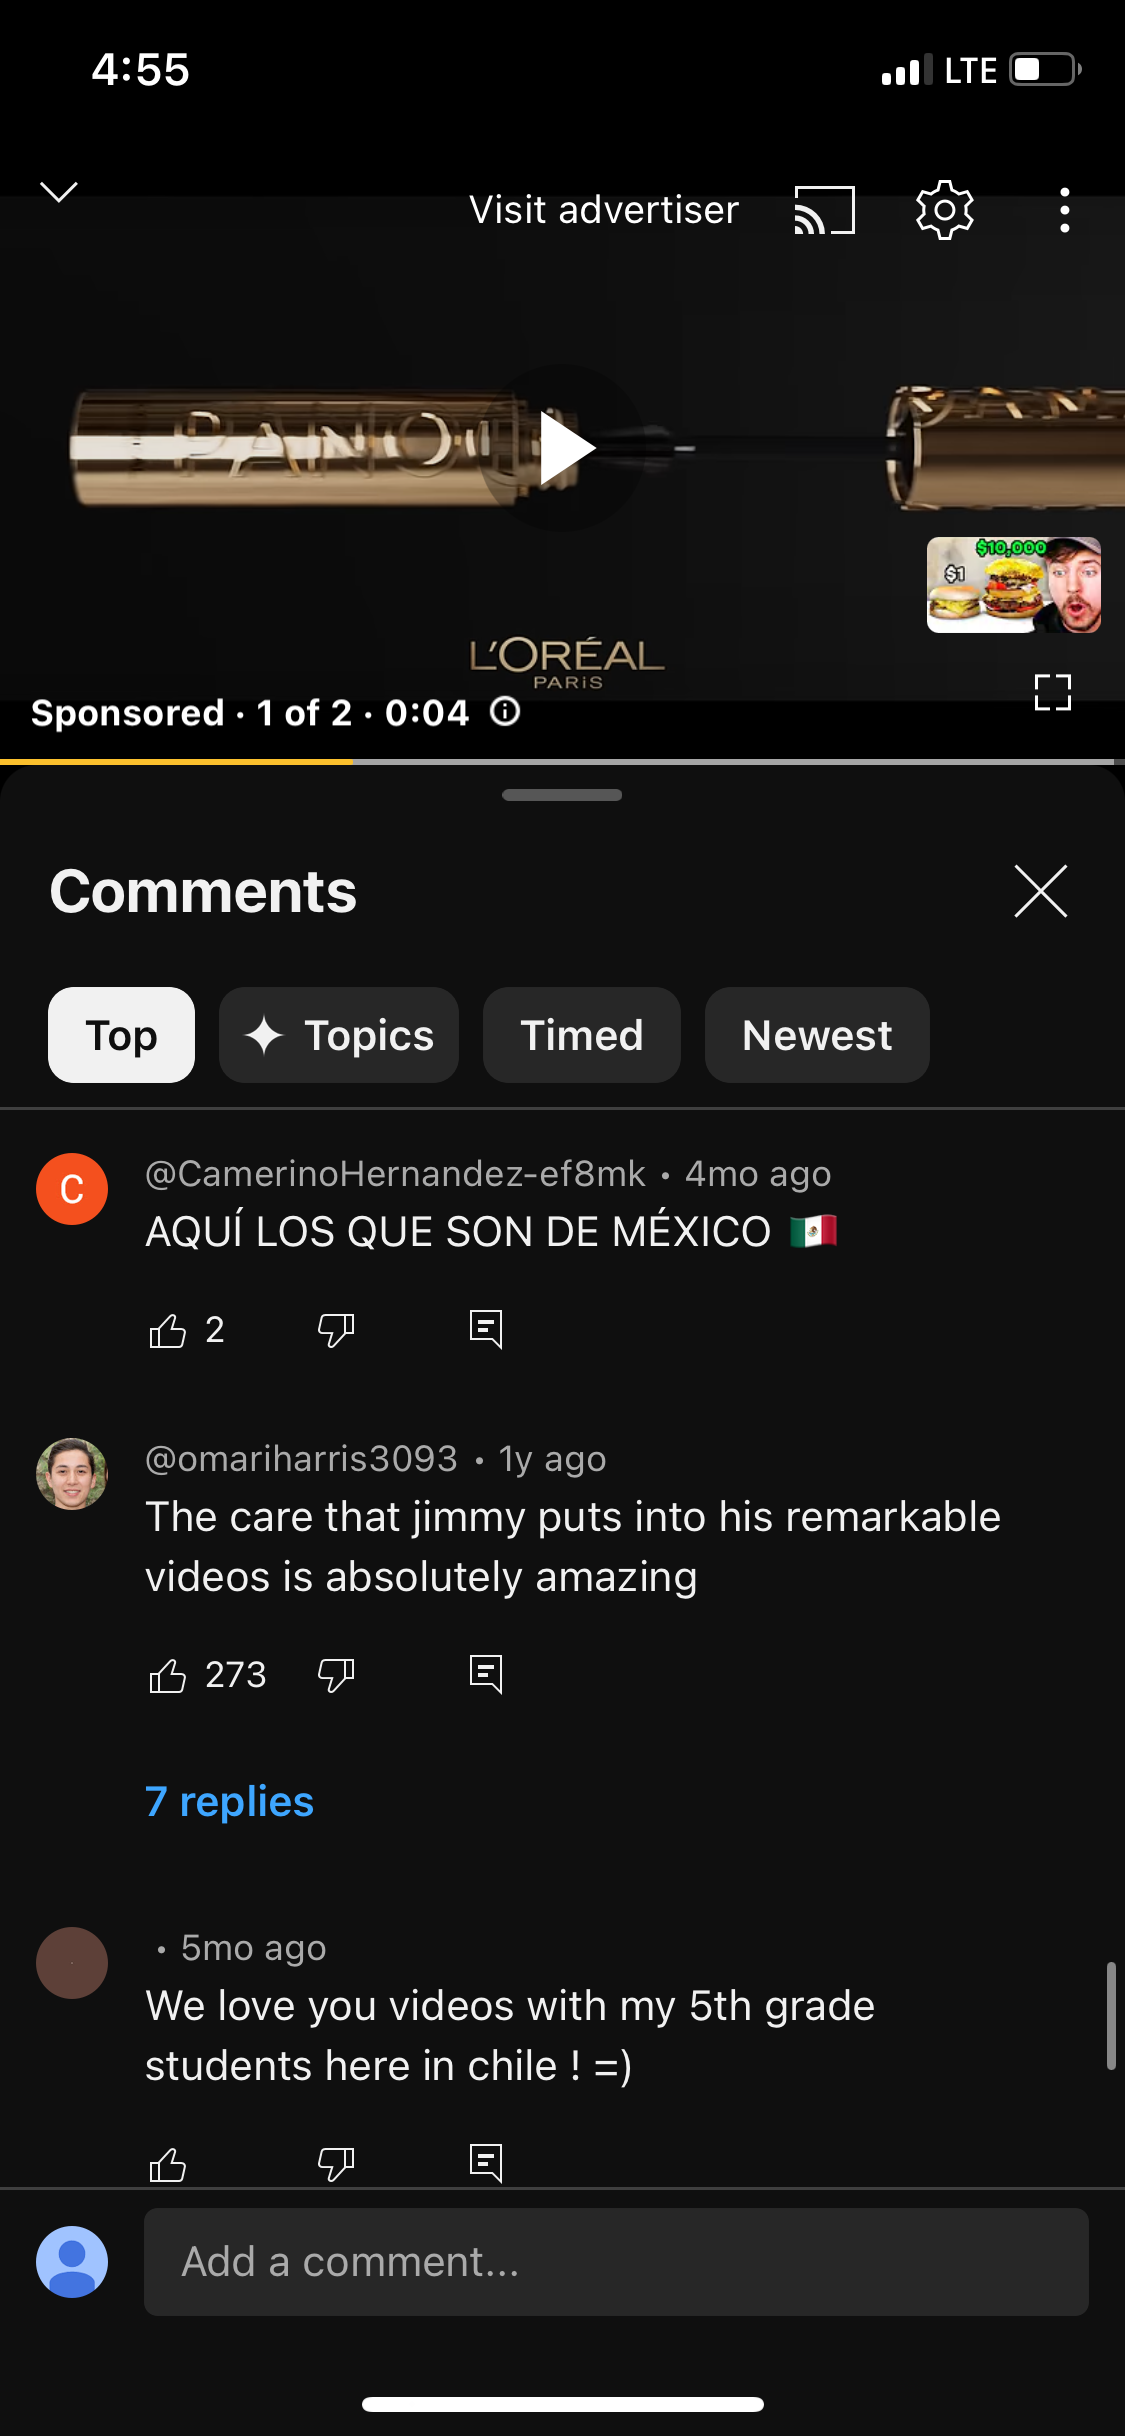 4:55
LTE
Visit advertiser
PANO
PAN
$10,000
$1
L'ORÉAL
PARIS
Sponsored · 1 of 2 · 0:04
Comments
Top
Topics
Timed
Newest
C
@CamerinoHernandez-ef8mk · 4mo ago
AQUÍ LOS QUE SON DE MÉXICO 🇲🇽
2
@omariharris3093 · 1y ago
The care that jimmy puts into his remarkable
videos is absolutely amazing
273
7 replies
· 5mo ago
We love you videos with my 5th grade
students here in chile ! =)
Add a comment...